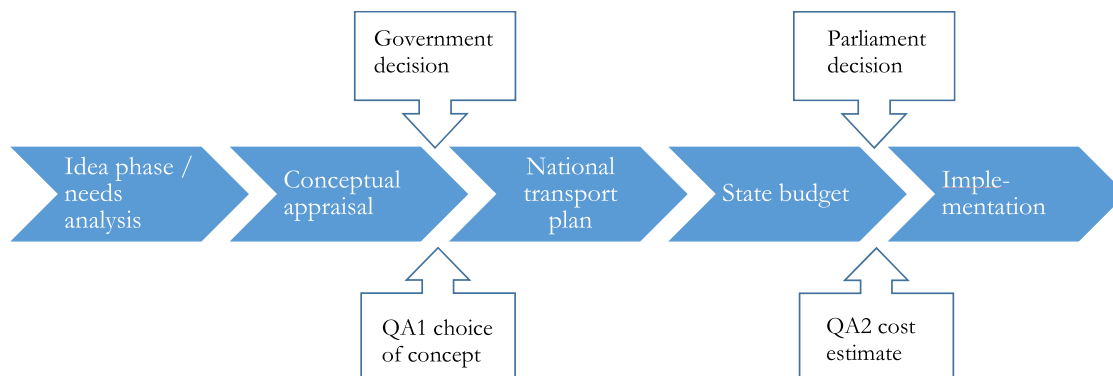 Government
decision
Parliament
decision
Idea phase /
needs
analysis
Conceptual
appraisal
National
transport
plan
State budget
Imple-
mentation
QA1 choice
of concept
QA2 cost
estimate